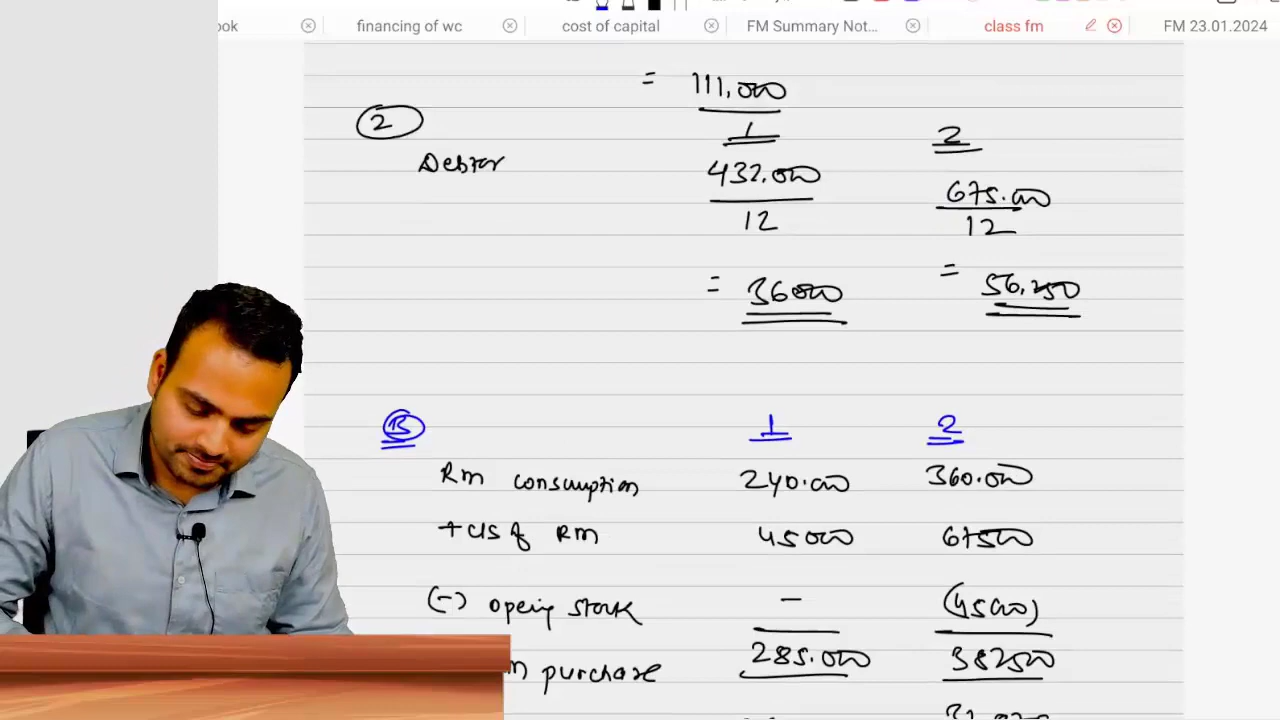 ok financing of wc cost of capital FM Summary Not... class fm FM 23.01.2024
= 111,000
2 1 2
Debtor 432.000 675.000
12 12
= 36000 = 56,250
B 1 2
RM consumption 240.000 360.000
+ c/s of RM 45000 67500
(-) opening stock - (45000)
purchase 285.000 382500